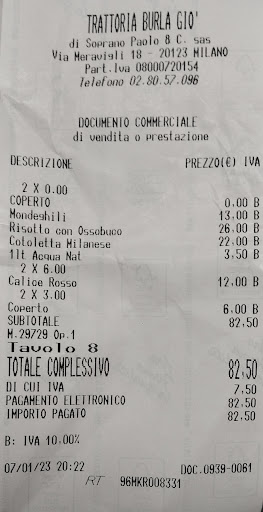 TRATTORIA BURLA GIO'
di Soprano Paolo & C. sas
Via Meravigli 18 - 20123 MILANO
Part.Iva 08000720154
Telefono 02.80.57.096
DOCUMENTO COMMERCIALE
di vendita o prestazione
DESCRIZIONE PREZZO(€) IVA
2 X 0.00
COPERTO 0,00 B
Mondeghili 13,00 B
Risotto con Ossobuco 26,00 B
Cotoletta Milanese 22,00 B
1lt Acqua Nat 3,50 B
2 X 6.00
Calice Rosso 12,00 B
2 X 3.00
Coperto 6,00 B
SUBTOTALE 82,50
M.29729 Op.1
Tavolo 8
TOTALE COMPLESSIVO 82,50
DI CUI IVA 7,50
PAGAMENTO ELETTRONICO 82,50
IMPORTO PAGATO 82,50
B: IVA 10,00%
07/01/23 20:22 DOC.0939-0061
RT 96MKR008331